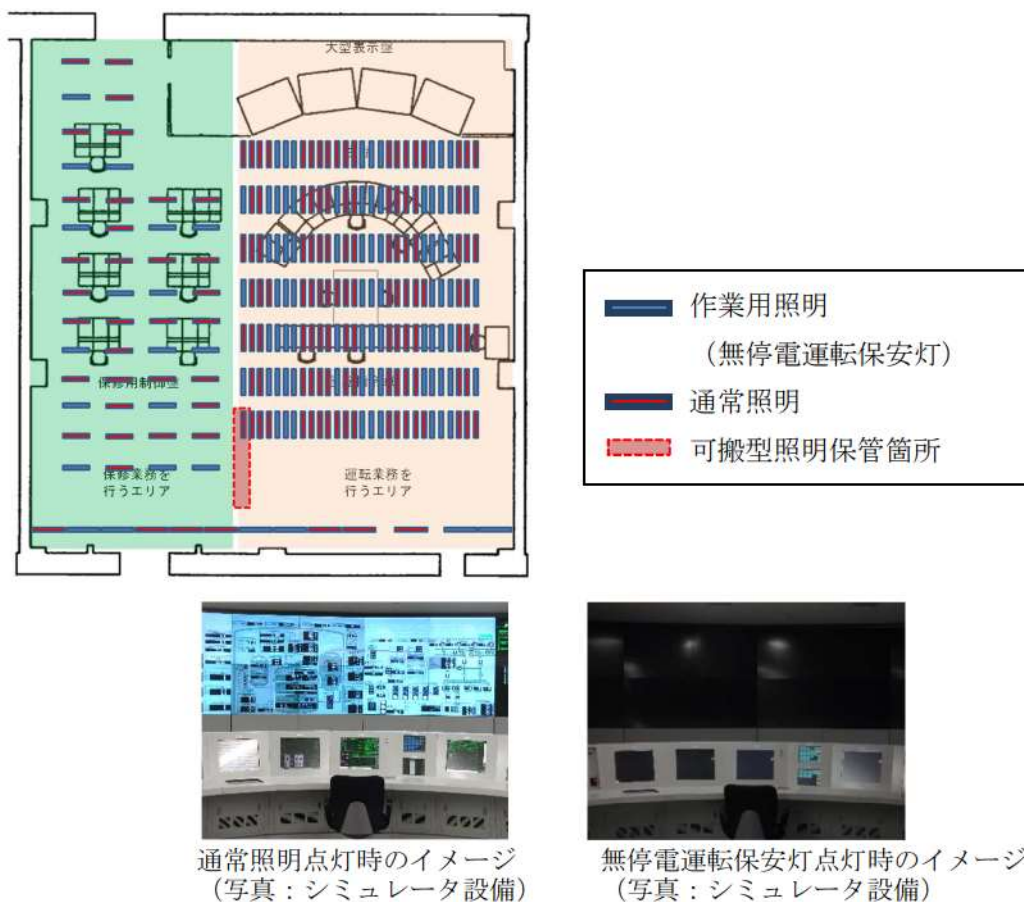 大型表示盤
保修用制御盤
保修業務を
行うエリア
運転業務を
行うエリア
作業用照明
（無停電運転保安灯）
通常照明
可搬型照明保管箇所
通常照明点灯時のイメージ
（写真：シミュレータ設備）
無停電運転保安灯点灯時のイメージ
（写真：シミュレータ設備）